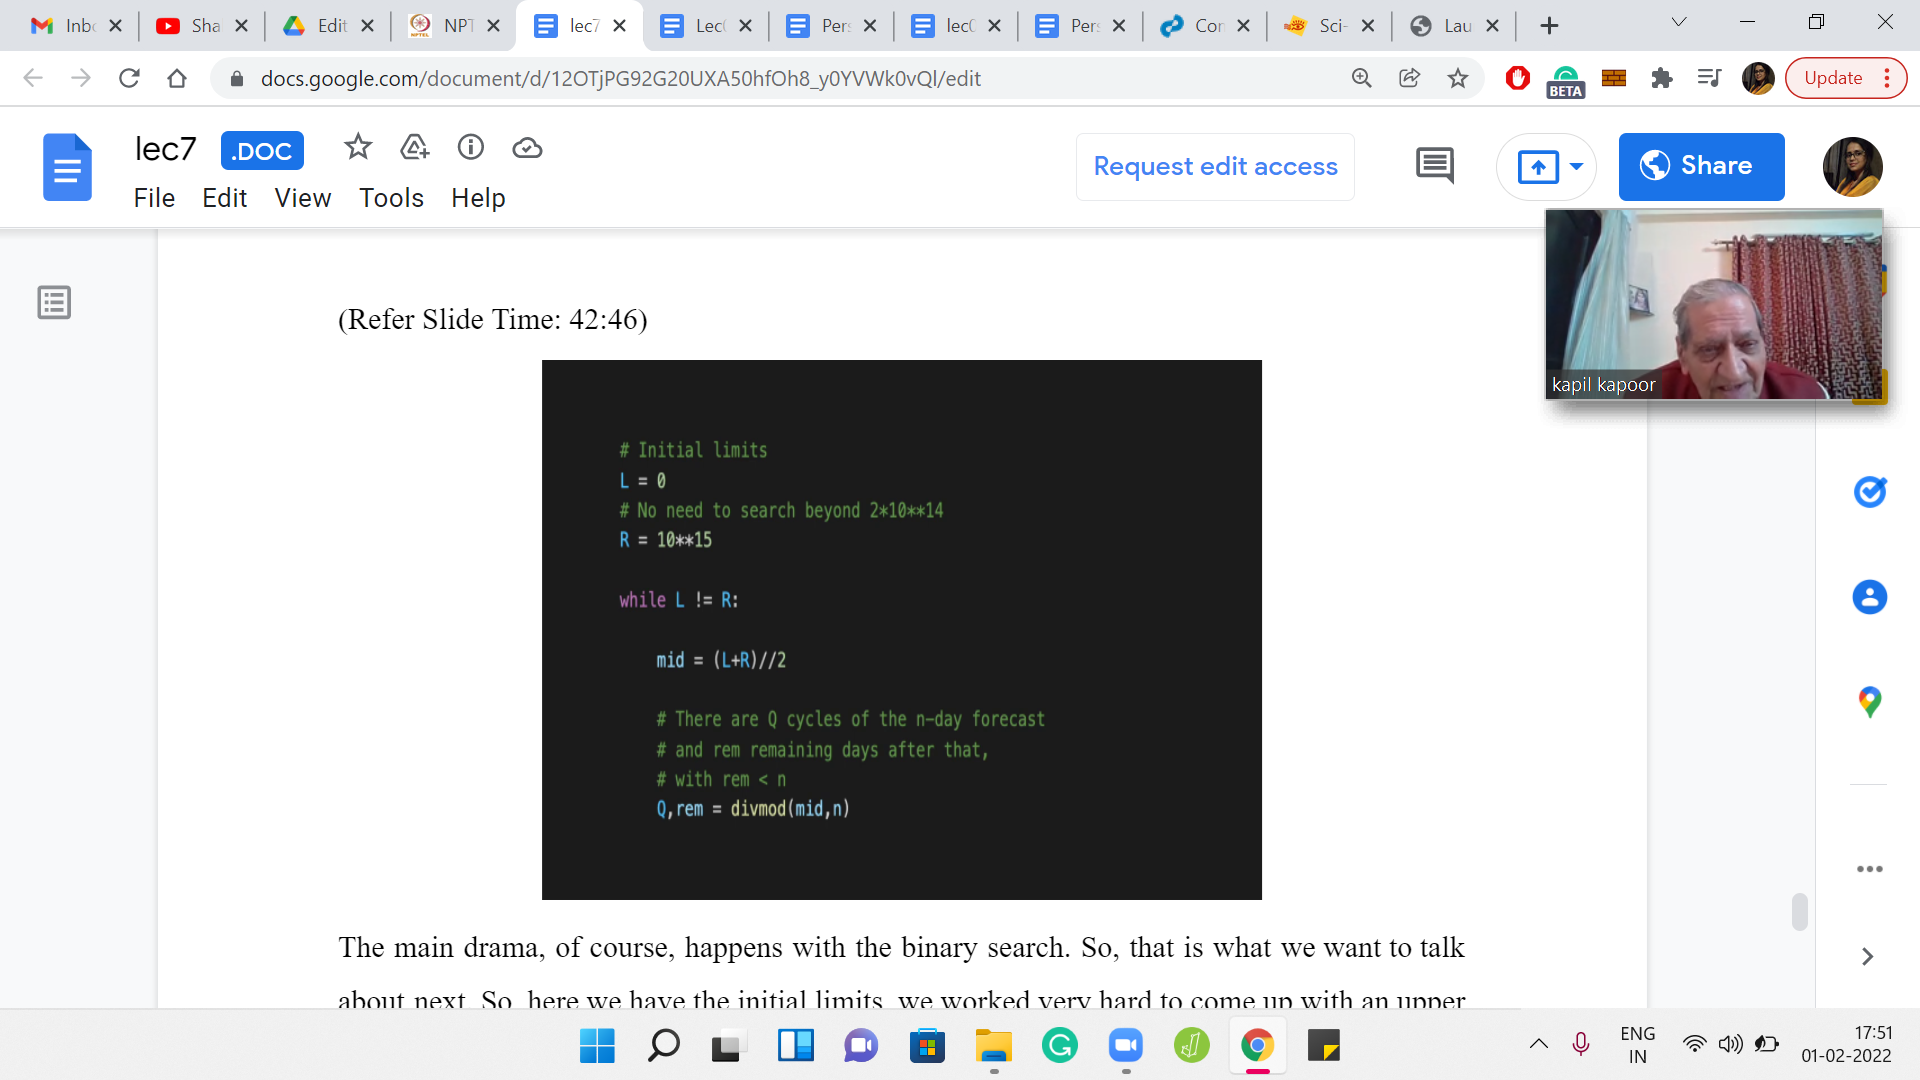 Inbc
Sha
Edit
NPT
lec7
Lec
Pers
lec0
Pers
Con
Sci-
Lau
docs.google.com/document/d/12OTjPG92G20UXA50hfOh8_y0YVWk0vQl/edit
BETA
Update
lec7 .DOC
File Edit View Tools Help
Request edit access
Share
kapil kapoor
(Refer Slide Time: 42:46)
# Initial limits
L = 0
# No need to search beyond 2*10**14
R = 10**15
while L != R:
mid = (L+R)//2
# There are Q cycles of the n-day forecast
# and rem remaining days after that,
# with rem < n
Q,rem = divmod(mid,n)
The main drama, of course, happens with the binary search. So, that is what we want to talk
about next. So, here we have the initial limits, we worked very hard to come up with an upper
ENG
IN
17:51
01-02-2022